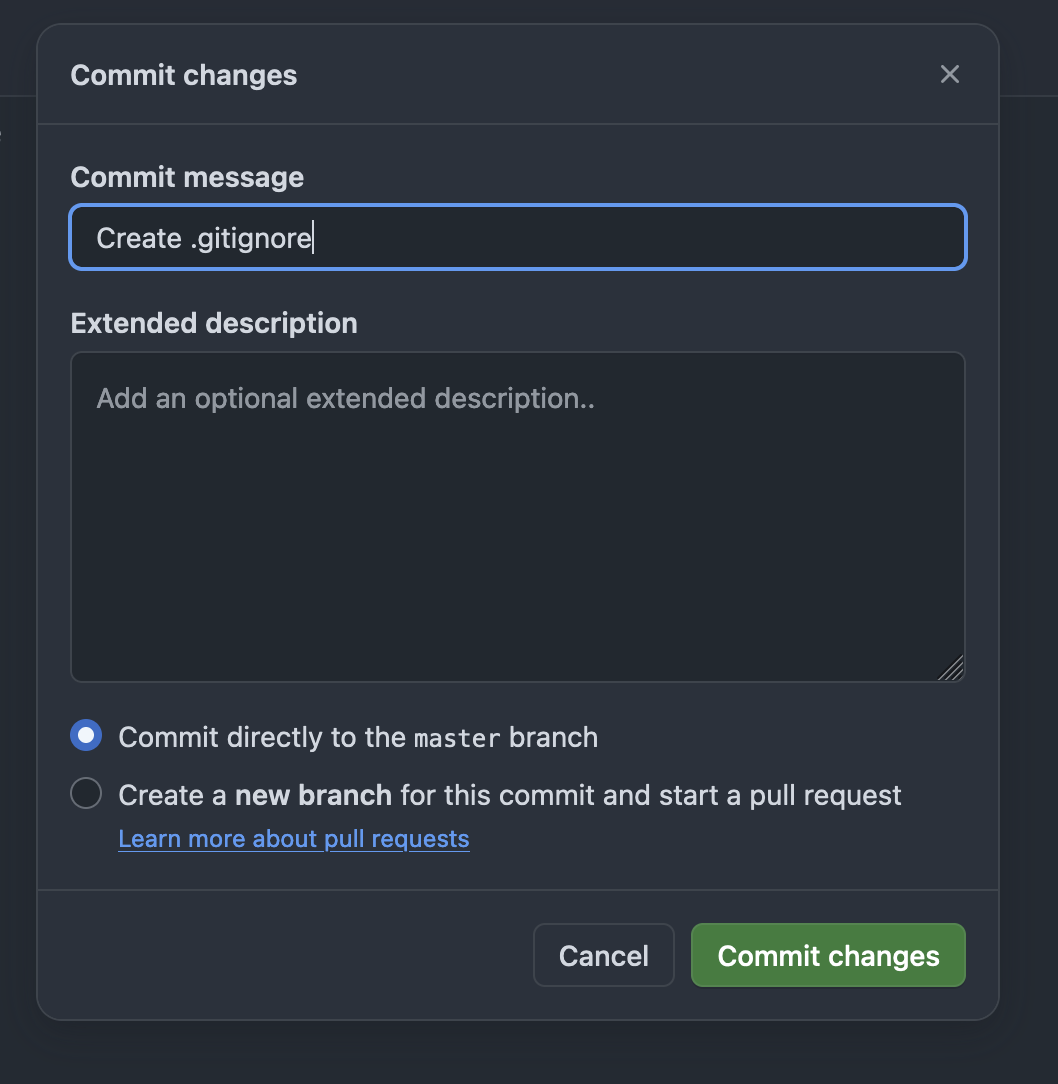 Commit changes
Commit message
Create .gitignore
Extended description
Add an optional extended description..
Commit directly to the master branch
Create a new branch for this commit and start a pull request
Learn more about pull requests
Cancel
Commit changes